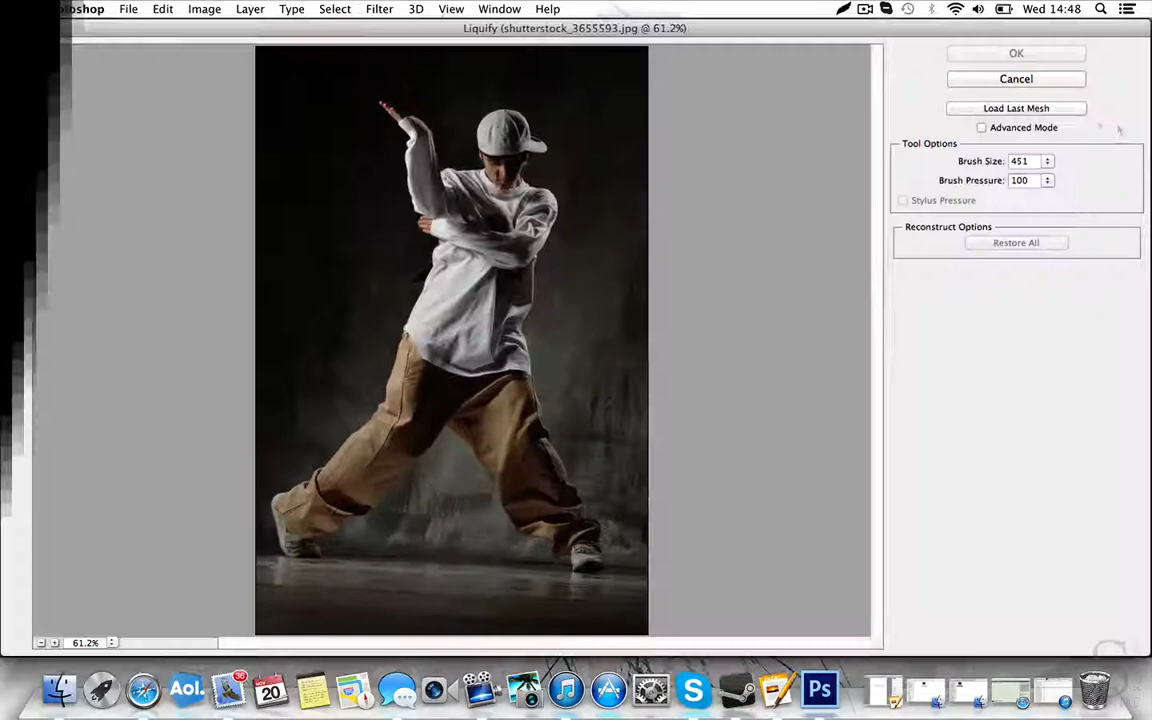 otoshop File Edit Image Layer Type Select Filter 3D View Window Help Wed 14:48
Liquify (shutterstock_3655593.jpg @ 61.2%)
OK
Cancel
Load Last Mesh
Advanced Mode
Tool Options
Brush Size: 451
Brush Pressure: 100
Stylus Pressure
Reconstruct Options
Restore All
61.2%
36
Aol.
20
Ps